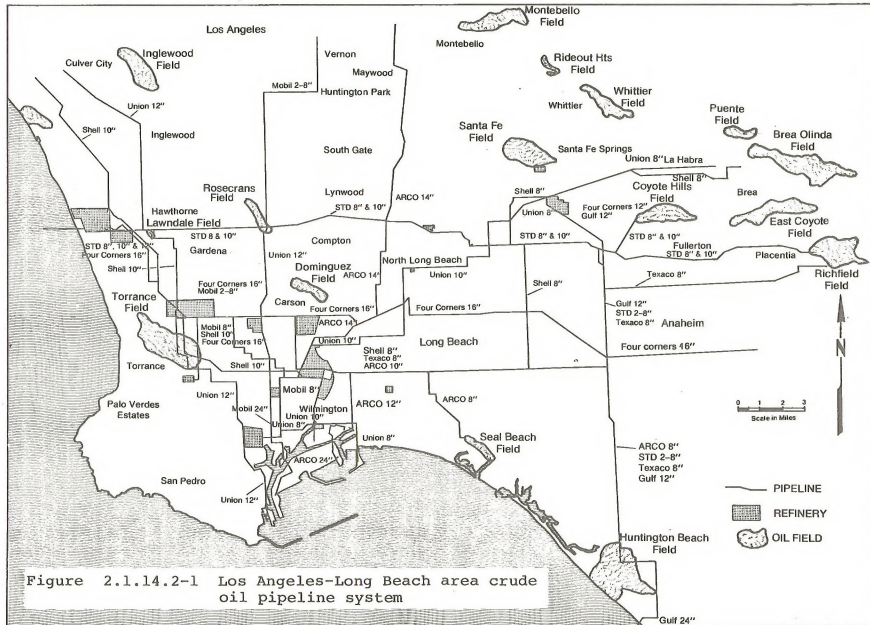 Los Angeles
Montebello
Field
Montebello
Inglewood
Field
Culver City
Vernon
Maywood
Mobil 2-8"
Huntington Park
Rideout Hts
Field
Whittier
Whittier
Field
Union 12"
Shell 10"
Inglewood
South Gate
Santa Fe
Field
Santa Fe Springs
Puente
Field
Brea Olinda
Field
Union 8"
La Habra
Shell 8"
Rosecrans
Field
Lynwood
STD 8" & 10"
ARCO 14"
Shell 8"
Union 8"
Four Corners 12"
Gulf 12"
Coyote Hills
Field
Brea
East Coyote
Field
Hawthorne
Lawndale Field
STD 8 & 10"
Compton
STD 8" & 10"
STD 8" & 10"
Fullerton
STD 8" & 10"
Placentia
Richfield
Field
Four Corners 16"
Gardena
Shell 10"
Union 12"
North Long Beach
Union 10"
Dominguez
Field
ARCO 14"
Texaco 8"
Four Corners 16"
Mobil 2-8"
Carson
Four Corners 16"
Four Corners 16"
Shell 8"
Torrance
Field
Mobil 8"
Shell 10"
Four Corners 16"
ARCO 14"
Union 10"
Gulf 12"
STD 2-8"
Texaco 8"
Anaheim
Long Beach
Four corners 16"
N
Shell 10"
Shell 8"
Texaco 8"
ARCO 10"
Torrance
Union 12"
Mobil 8"
Palo Verdes
Estates
Mobil 24"
Wilmington
Union 10"
Union 8"
ARCO 12"
ARCO 8"
Union 8"
Seal Beach
Field
0 1 2 3
Scale in Miles
ARCO 8"
STD 2-8"
Texaco 8"
Gulf 12"
San Pedro
ARCO 24"
Union 12"
PIPELINE
REFINERY
OIL FIELD
Huntington Beach
Field
Gulf 24"
Figure 2.1.14.2-1 Los Angeles-Long Beach area crude
oil pipeline system